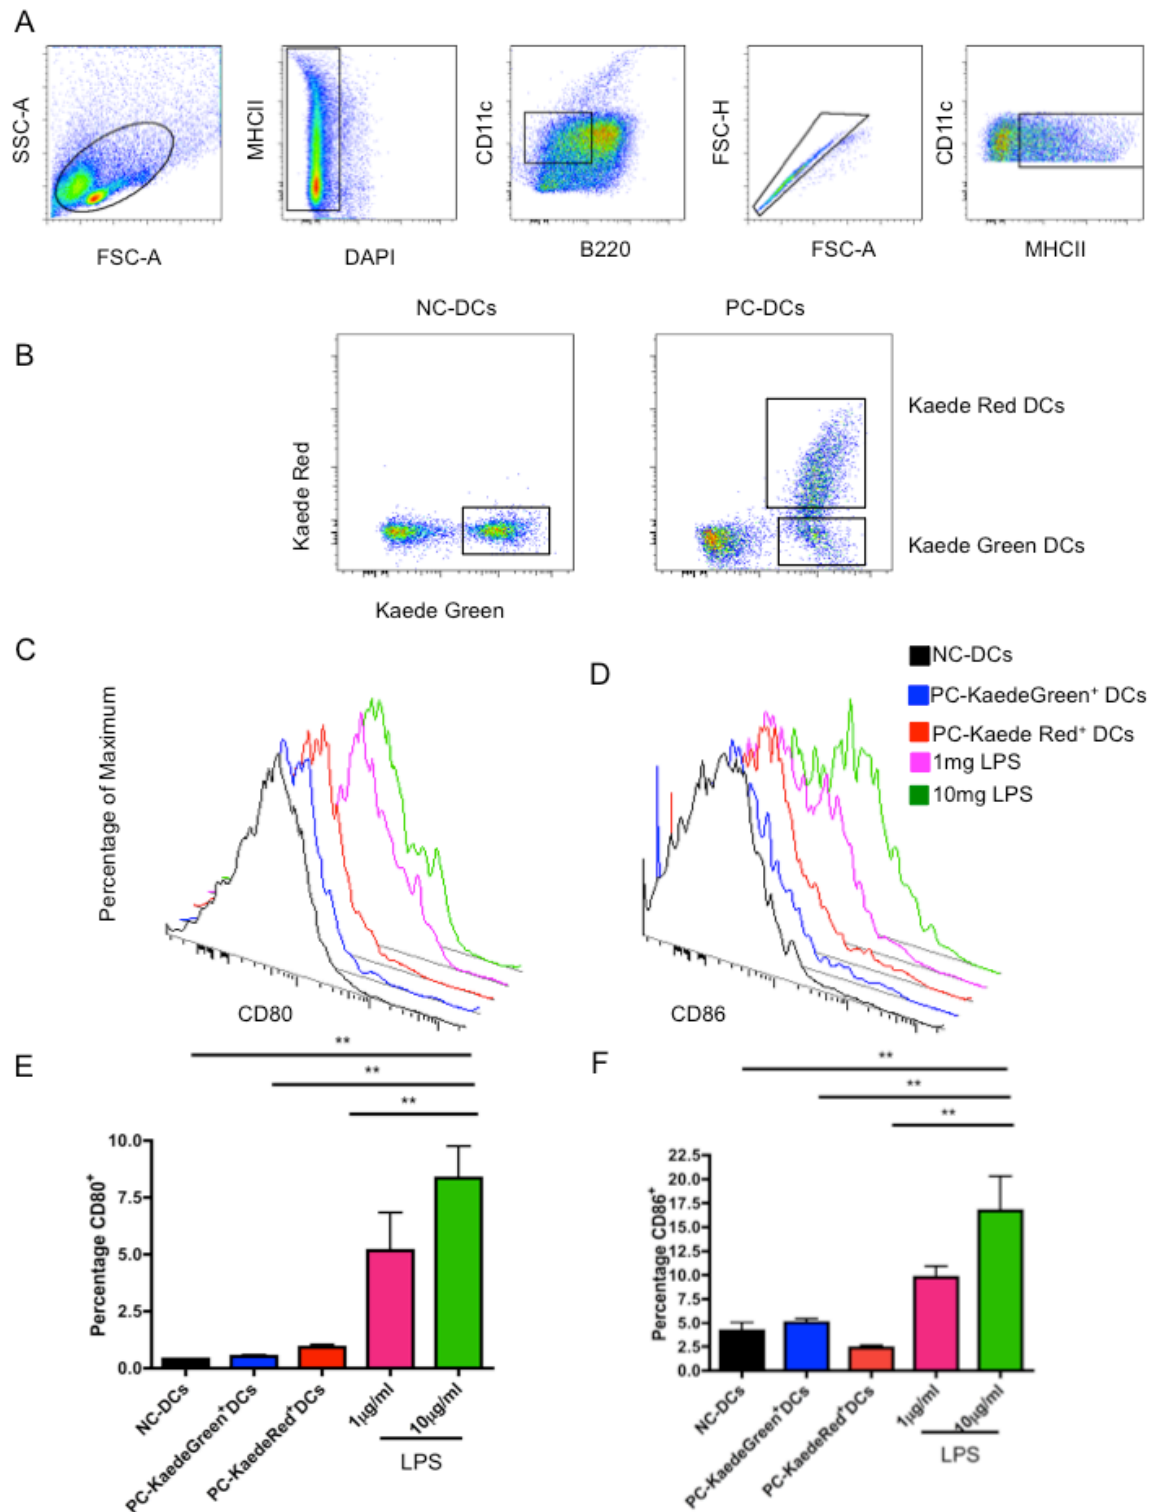 A
SSC-A
FSC-A
MHCII
DAPI
CD11c
B220
FSC-H
FSC-A
CD11c
MHCII
B
NC-DCs
PC-DCs
Kaede Red
Kaede Green
Kaede Red DCs
Kaede Green DCs
C
Percentage of Maximum
CD80
D
CD86
NC-DCs
PC-KaedeGreen⁺ DCs
PC-Kaede Red⁺ DCs
1mg LPS
10mg LPS
E
**
**
**
Percentage CD80⁺
10.0
7.5
5.0
2.5
0.0
NC-DCs
PC-KaedeGreen⁺DCs
PC-KaedeRed⁺DCs
1µg/ml
10µg/ml
LPS
F
**
**
**
Percentage CD86⁺
22.5
20.0
17.5
15.0
12.5
10.0
7.5
5.0
2.5
0.0
NC-DCs
PC-KaedeGreen⁺DCs
PC-KaedeRed⁺DCs
1µg/ml
10µg/ml
LPS